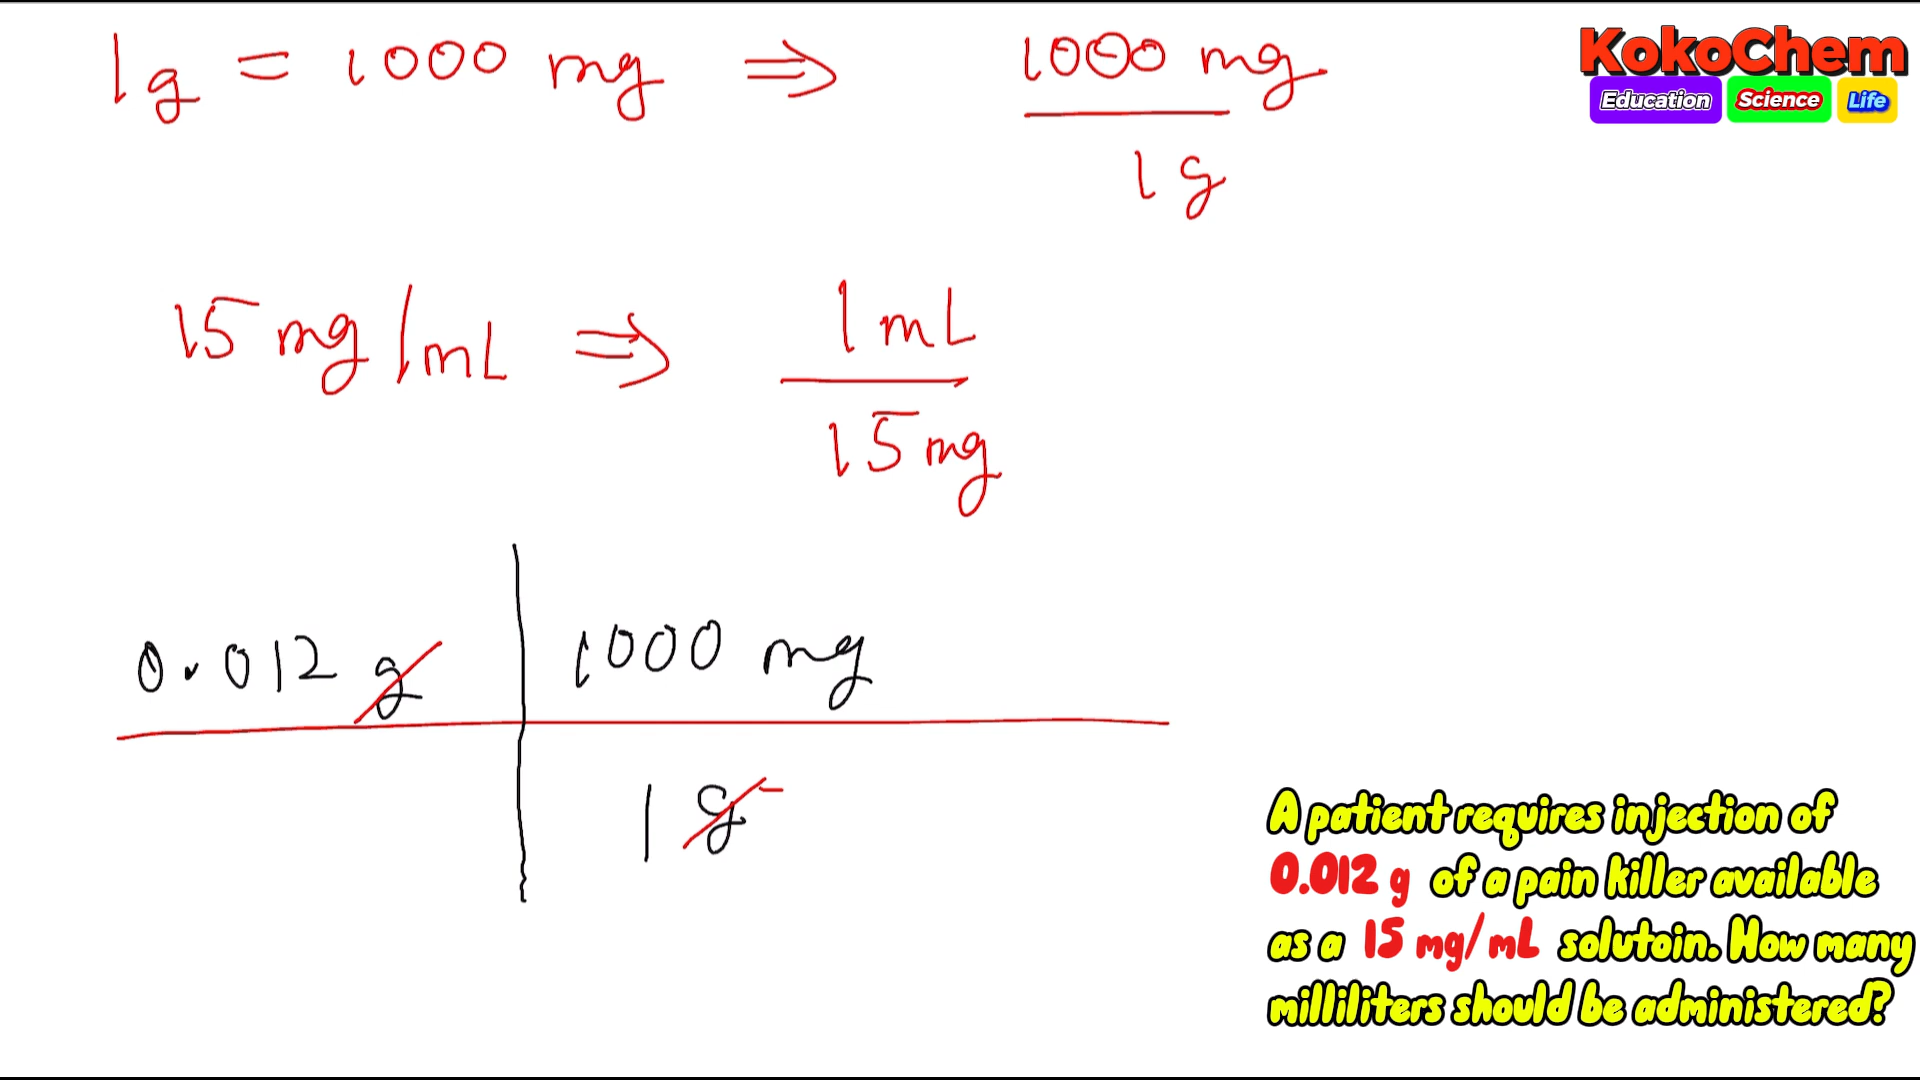 1 g = 1000 mg ⇒ 1000 mg
1 g
KokoChem
Education Science Life
15 mg / mL ⇒ 1 mL
15 mg
0.012 g | 1000 mg
1 g
A patient requires injection of
0.012 g of a pain killer available
as a 15 mg/mL solutoin. How many
milliliters should be administered?